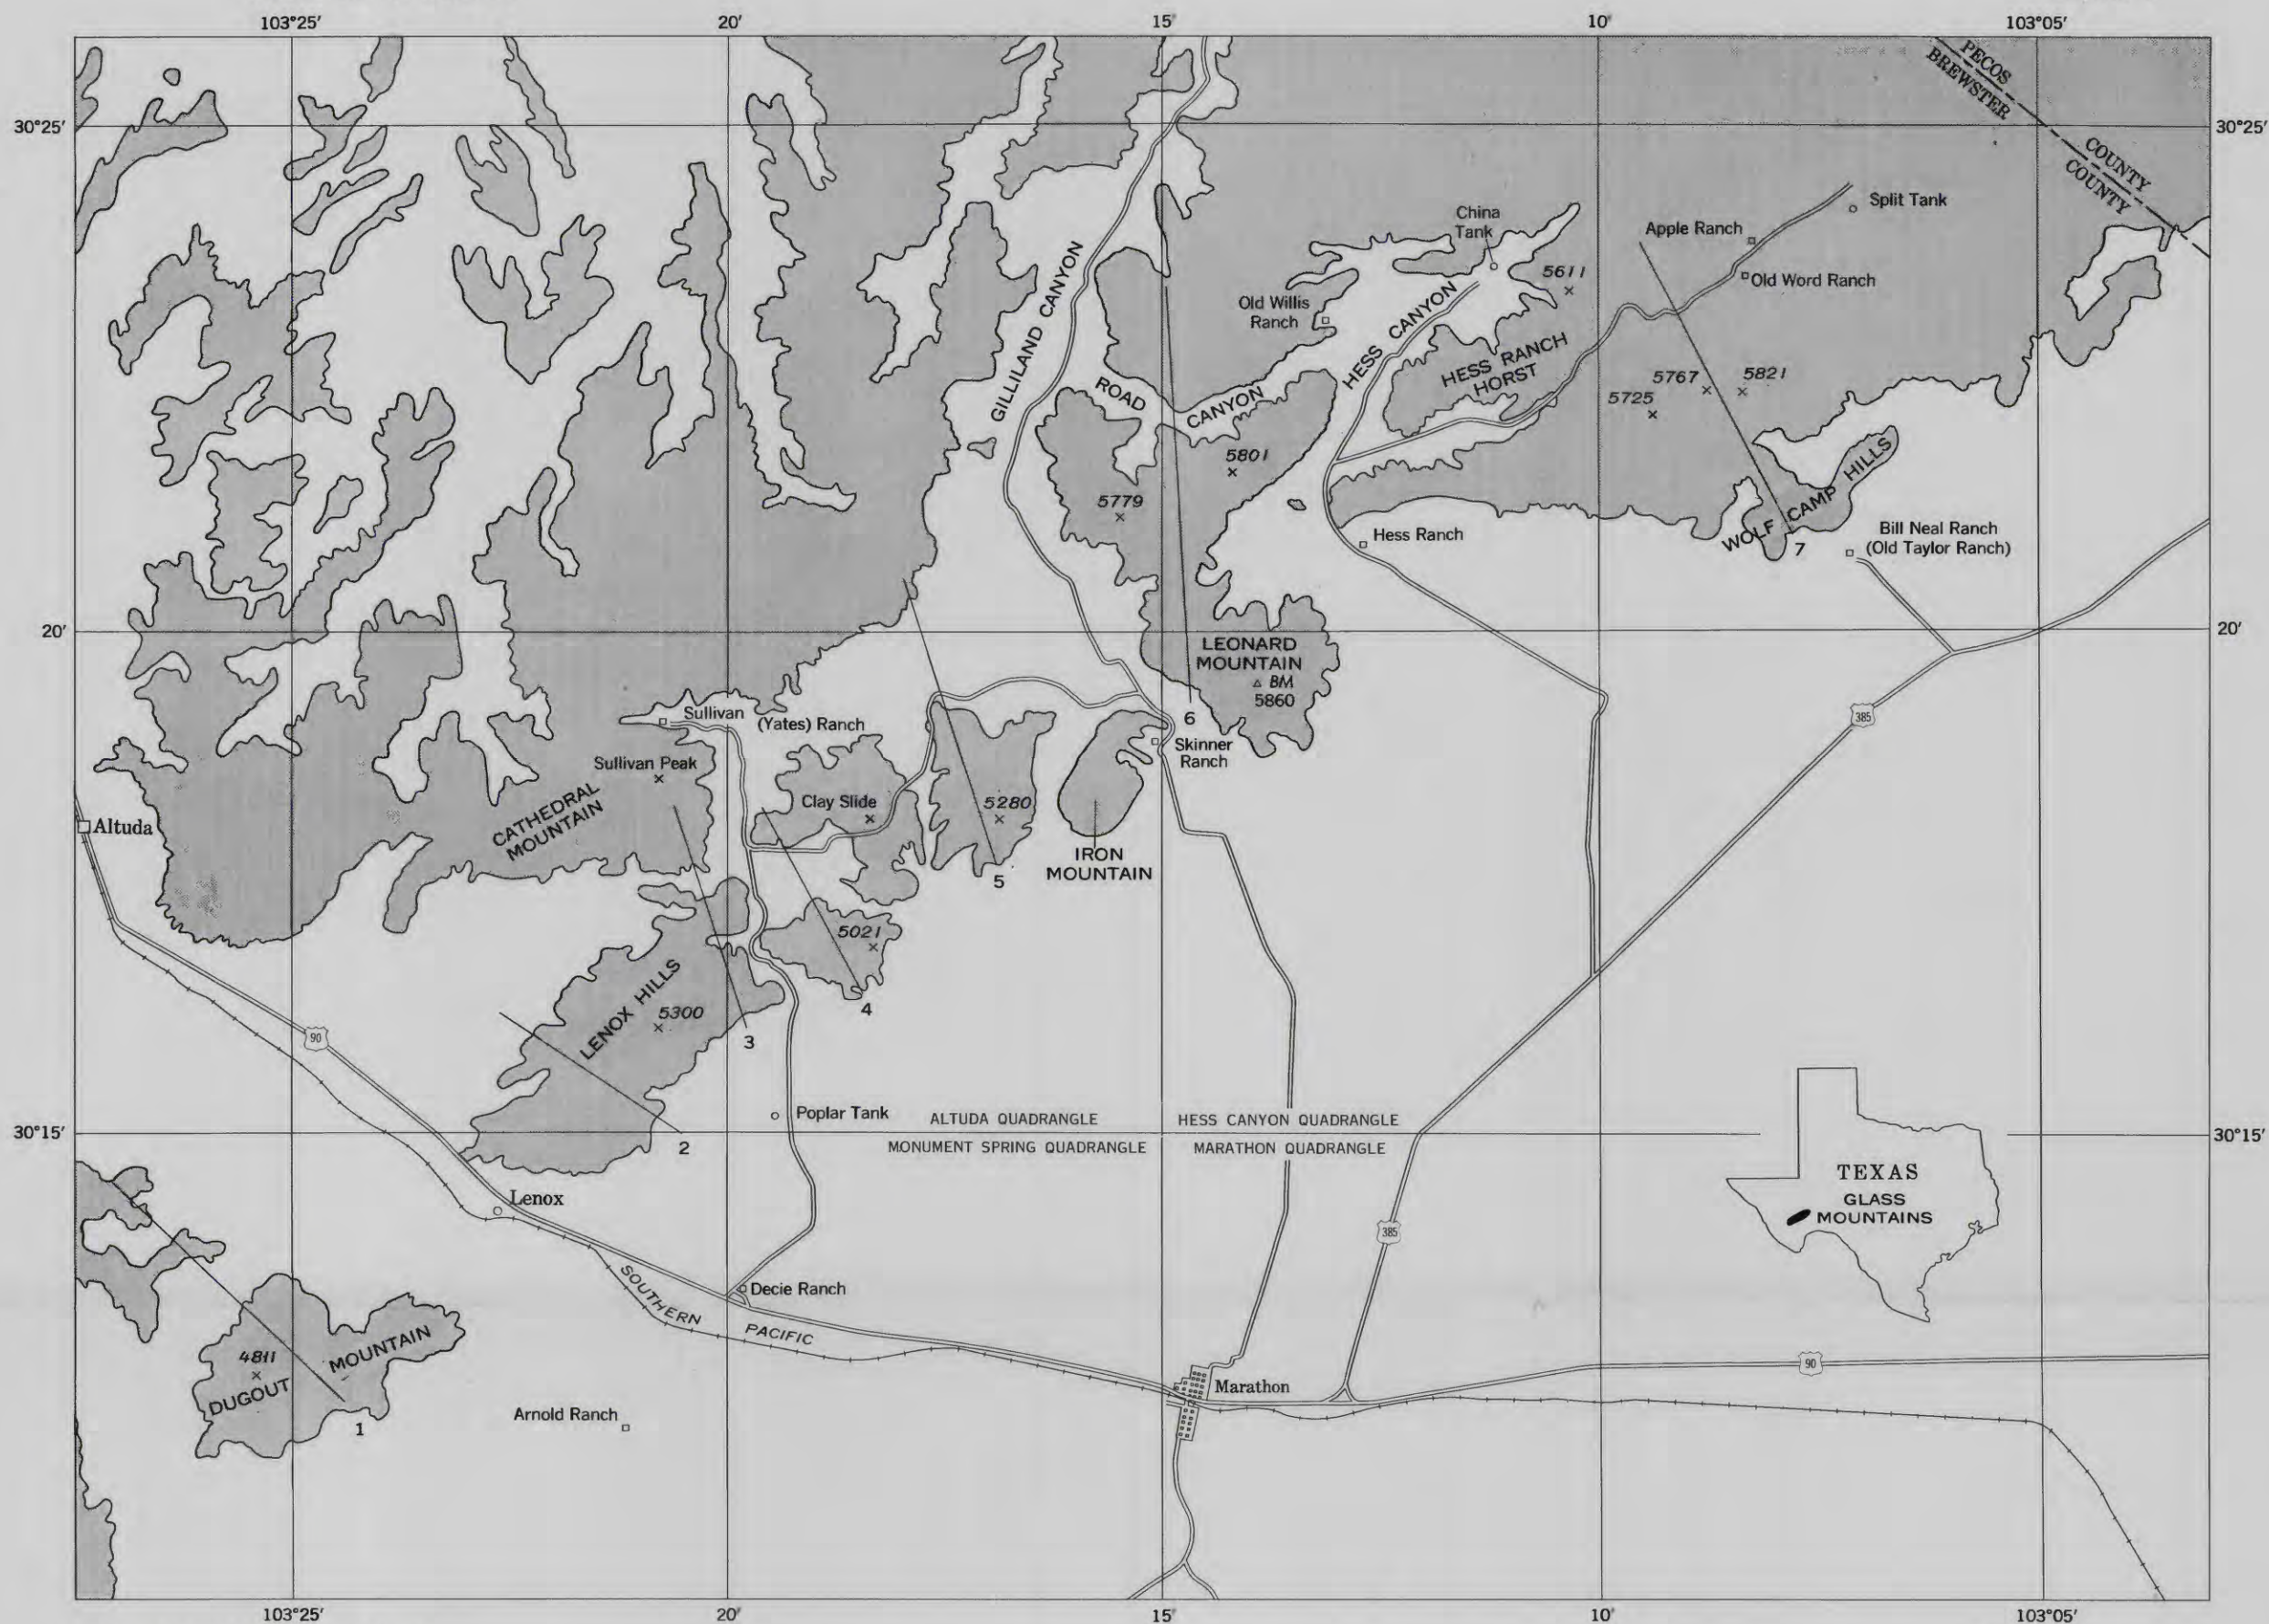 103°25′
20′
15′
10′
103°05′
PECOS
BREWSTER
COUNTY
COUNTY
30°25′
30°25′
China
Tank
Split Tank
Apple Ranch
5611
Old Word Ranch
Old Willis
Ranch
GILLILAND CANYON
HESS CANYON
HESS RANCH
HORST
ROAD
CANYON
5767
5821
5725
5801
5779
WOLF CAMP HILLS
7
Hess Ranch
Bill Neal Ranch
(Old Taylor Ranch)
20′
20′
LEONARD
MOUNTAIN
BM
5860
6
Sullivan
(Yates) Ranch
Skinner
Ranch
385
Sullivan Peak
CATHEDRAL
MOUNTAIN
Clay Slide
5280
Altuda
IRON
MOUNTAIN
5
5021
4
LENOX HILLS
5300
3
90
Poplar Tank
ALTUDA QUADRANGLE
HESS CANYON QUADRANGLE
30°15′
30°15′
2
MONUMENT SPRING QUADRANGLE
MARATHON QUADRANGLE
TEXAS
GLASS
MOUNTAINS
Lenox
385
SOUTHERN PACIFIC
Decie Ranch
4811
DUGOUT MOUNTAIN
1
90
Marathon
Arnold Ranch
103°25′
20′
15′
10′
103°05′